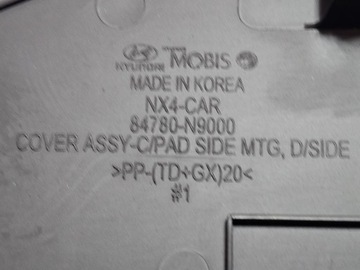 HYUNDAI MOBIS
MADE IN KOREA
NX4-CAR
84780-N9000
COVER ASSY-C/PAD SIDE MTG, D/SIDE
>PP-(TD+GX)20<
#1